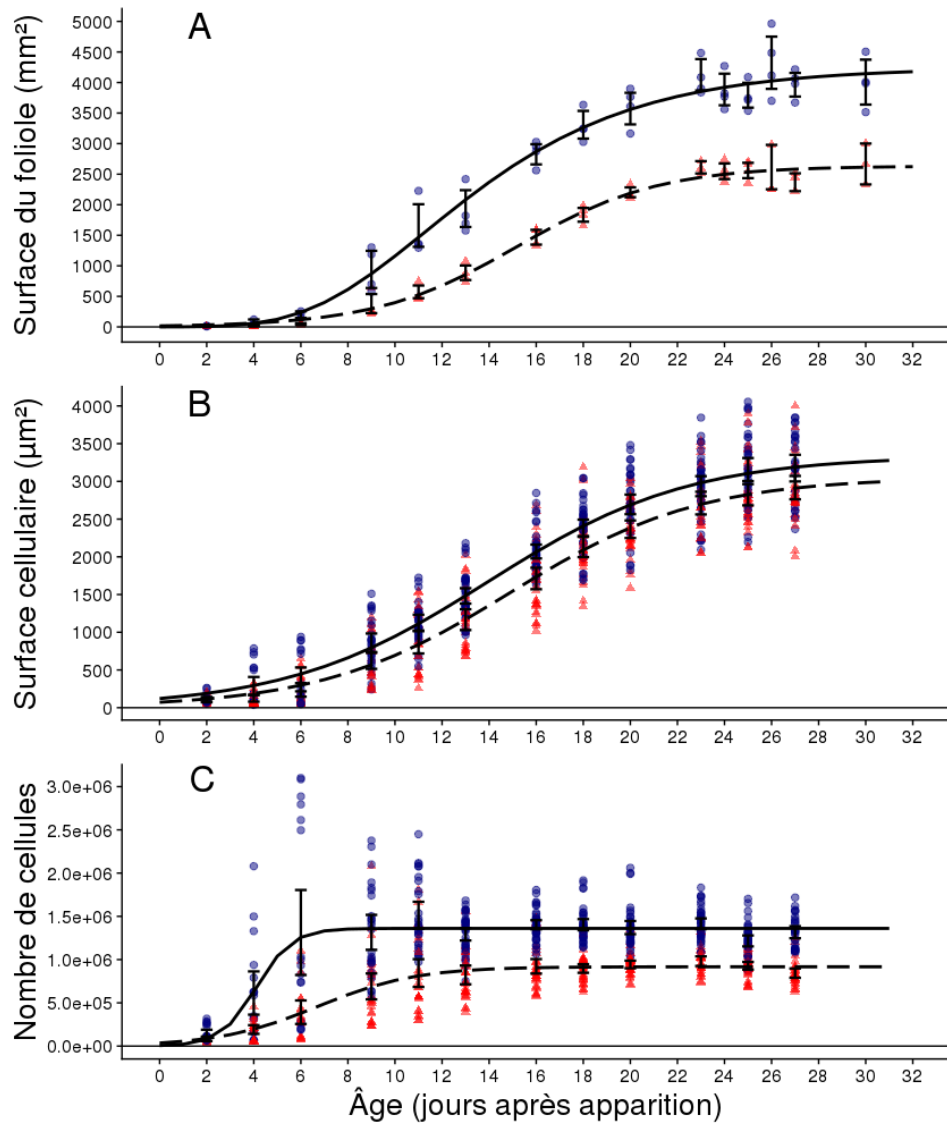 A
Surface du foliole (mm²)
5000
4500
4000
3500
3000
2500
2000
1500
1000
500
0
0 2 4 6 8 10 12 14 16 18 20 22 24 26 28 30 32
B
Surface cellulaire (µm²)
4000
3500
3000
2500
2000
1500
1000
500
0
0 2 4 6 8 10 12 14 16 18 20 22 24 26 28 30 32
C
Nombre de cellules
3.0e+06
2.5e+06
2.0e+06
1.5e+06
1.0e+06
5.0e+05
0.0e+00
0 2 4 6 8 10 12 14 16 18 20 22 24 26 28 30 32
Âge (jours après apparition)